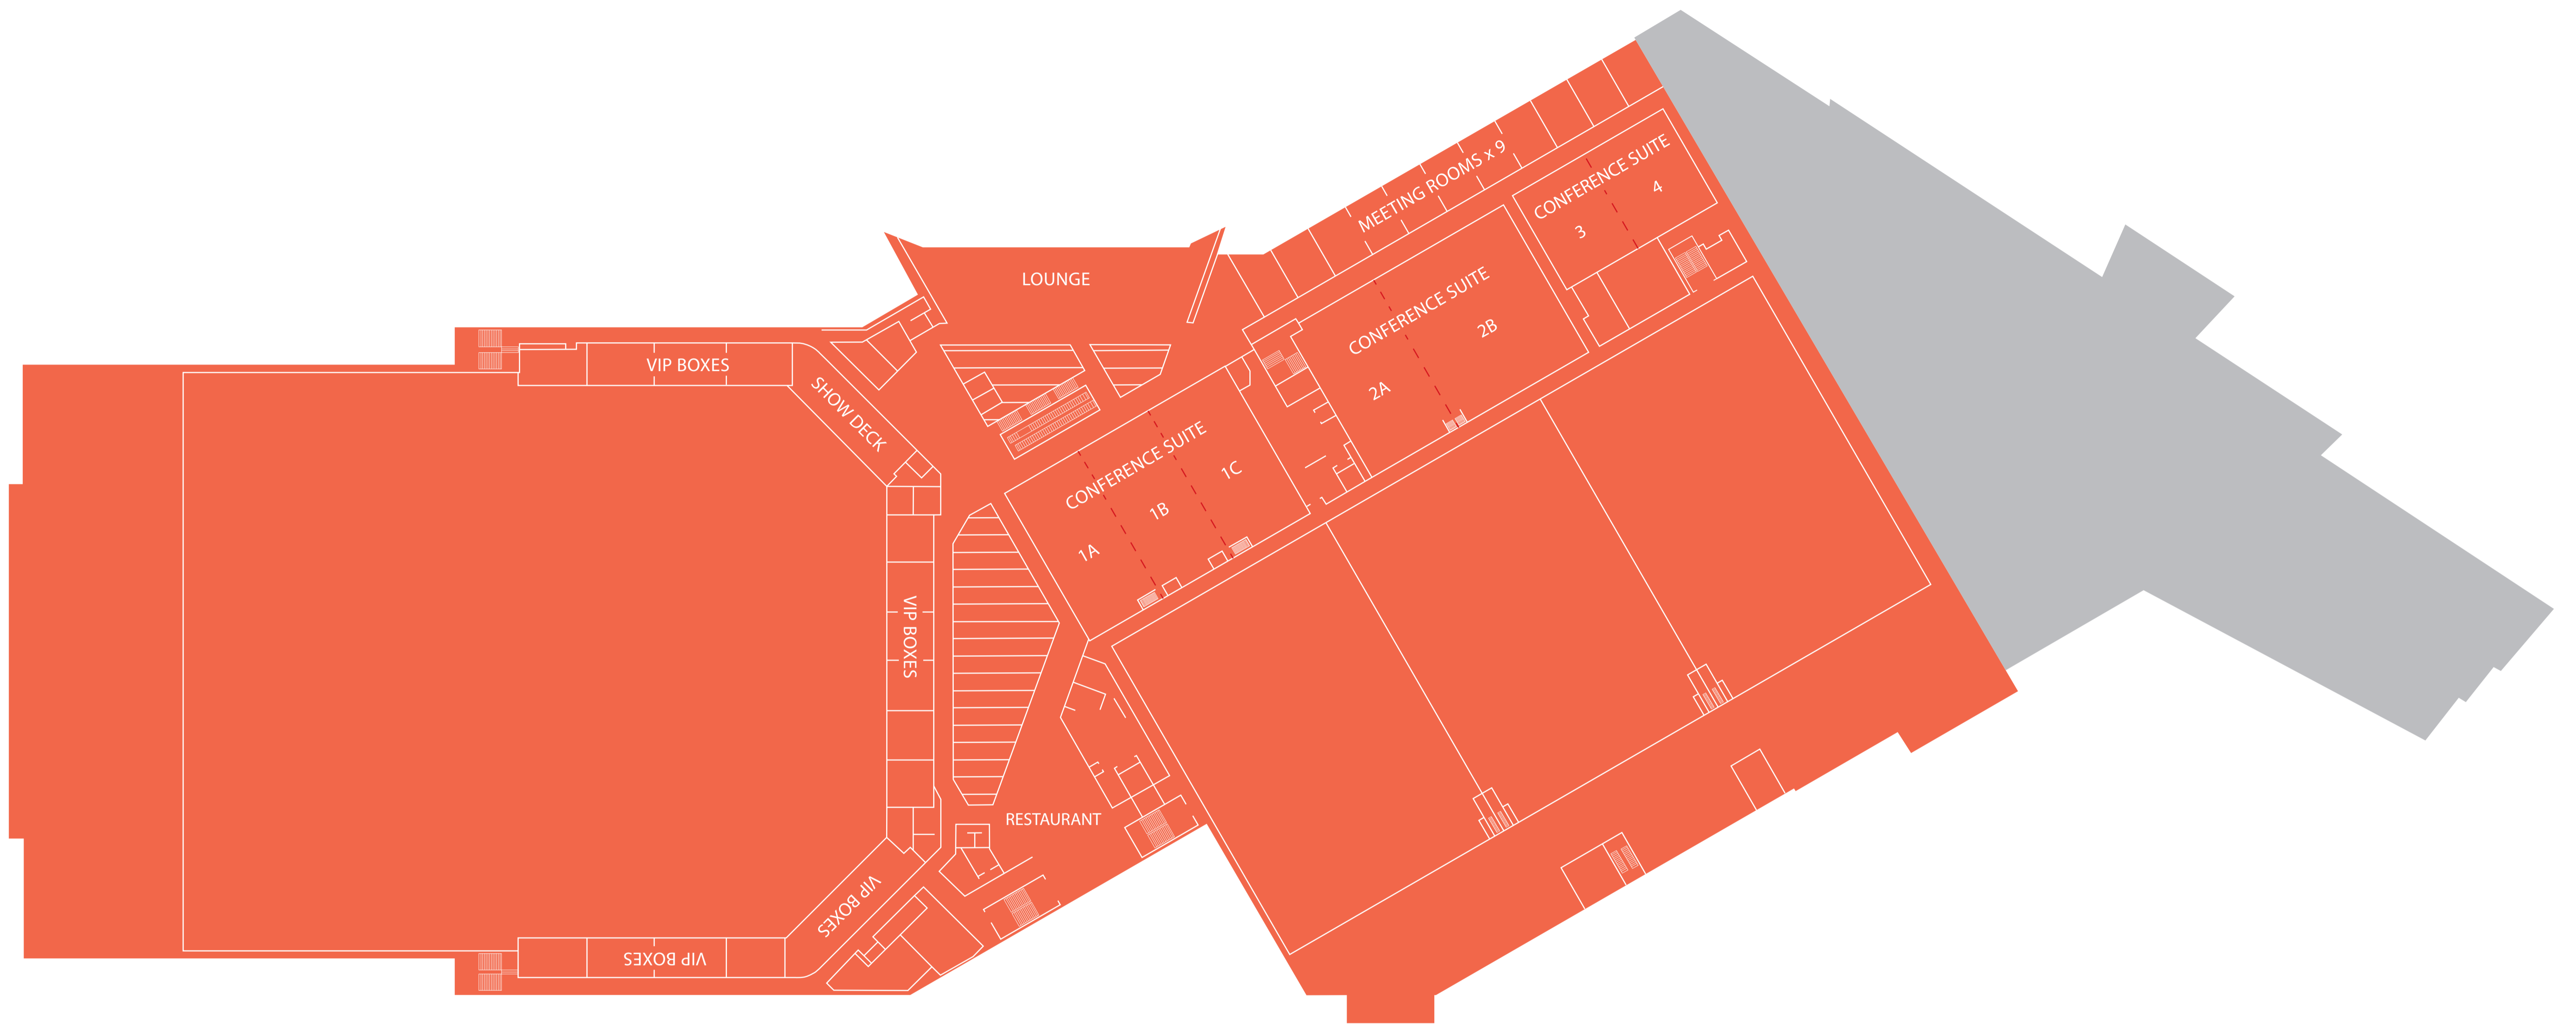 MEETING ROOMS x 9
CONFERENCE SUITE
3
4
LOUNGE
CONFERENCE SUITE
2A
2B
VIP BOXES
SHOW DECK
CONFERENCE SUITE
1A
1B
1C
VIP BOXES
RESTAURANT
VIP BOXES
VIP BOXES